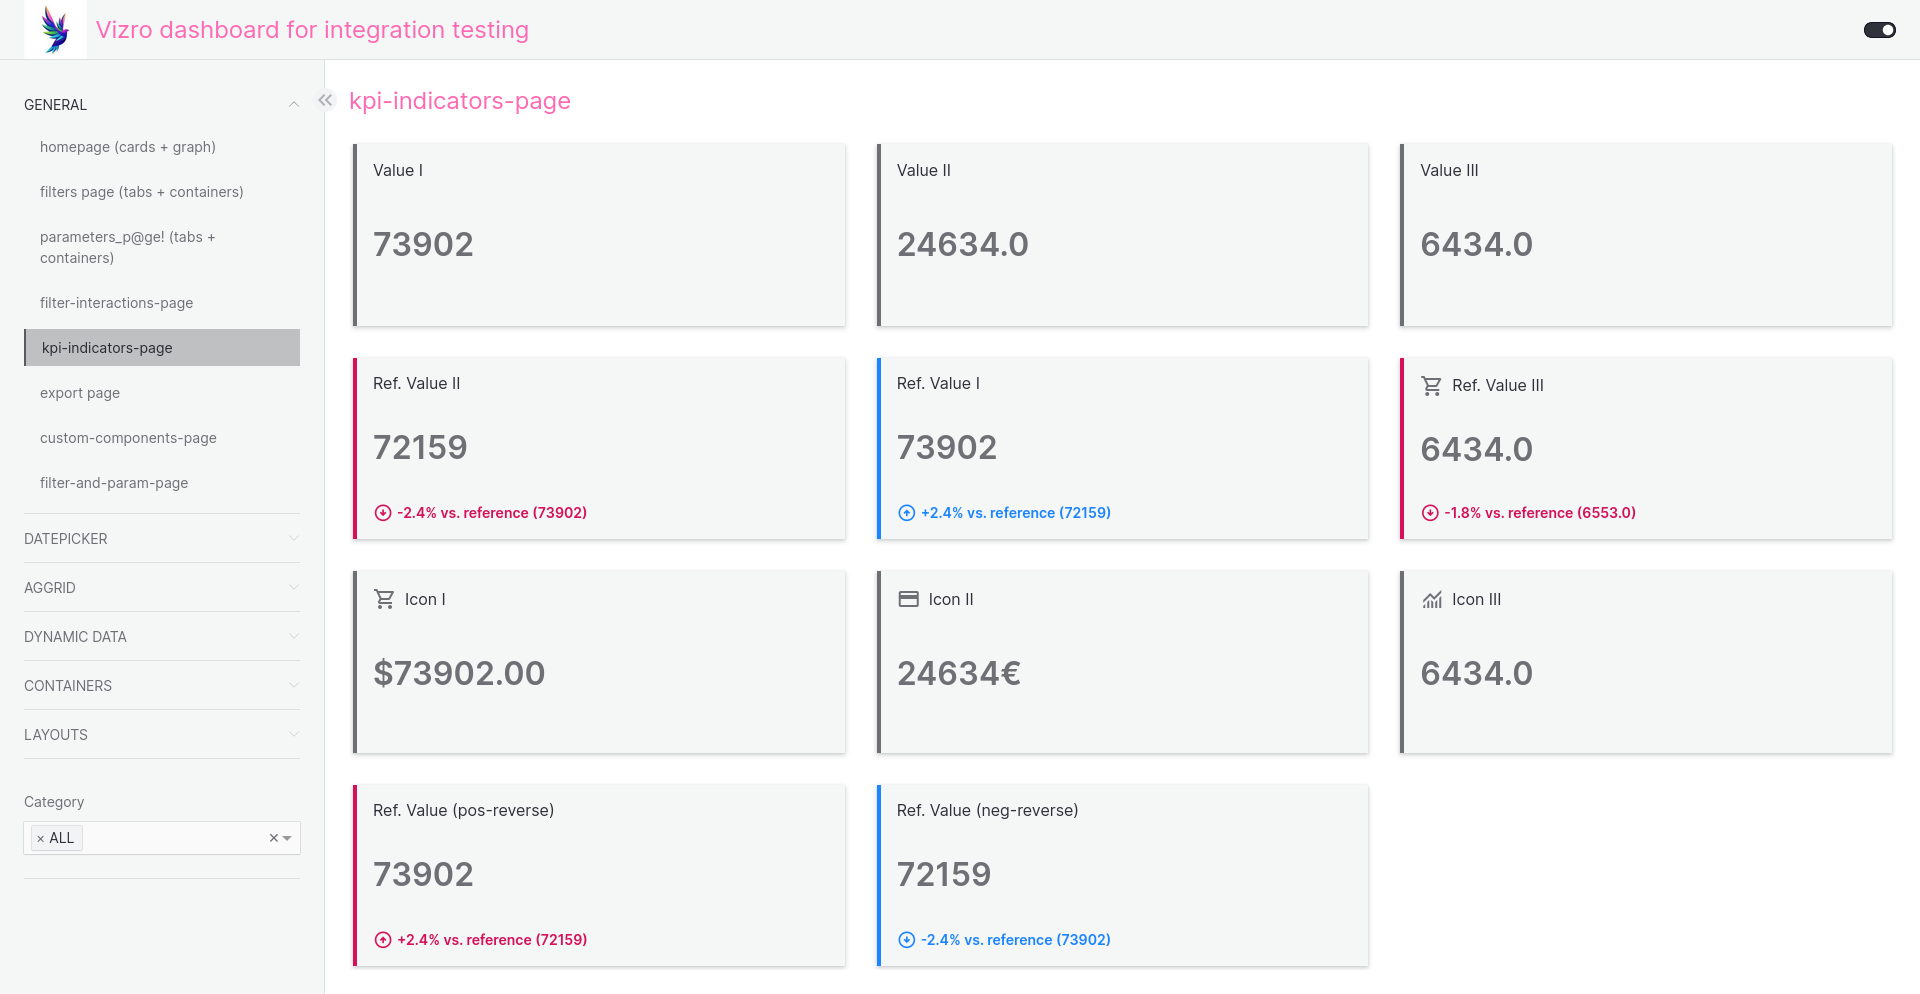 Vizro dashboard for integration testing
GENERAL
homepage (cards + graph)
filters page (tabs + containers)
parameters_p@ge! (tabs +
containers)
filter-interactions-page
kpi-indicators-page
export page
custom-components-page
filter-and-param-page
DATEPICKER
AGGRID
DYNAMIC DATA
CONTAINERS
LAYOUTS
Category
× ALL ×
kpi-indicators-page
Value I
73902
Value II
24634.0
Value III
6434.0
Ref. Value II
72159
-2.4% vs. reference (73902)
Ref. Value I
73902
+2.4% vs. reference (72159)
Ref. Value III
6434.0
-1.8% vs. reference (6553.0)
Icon I
$73902.00
Icon II
24634€
Icon III
6434.0
Ref. Value (pos-reverse)
73902
+2.4% vs. reference (72159)
Ref. Value (neg-reverse)
72159
-2.4% vs. reference (73902)